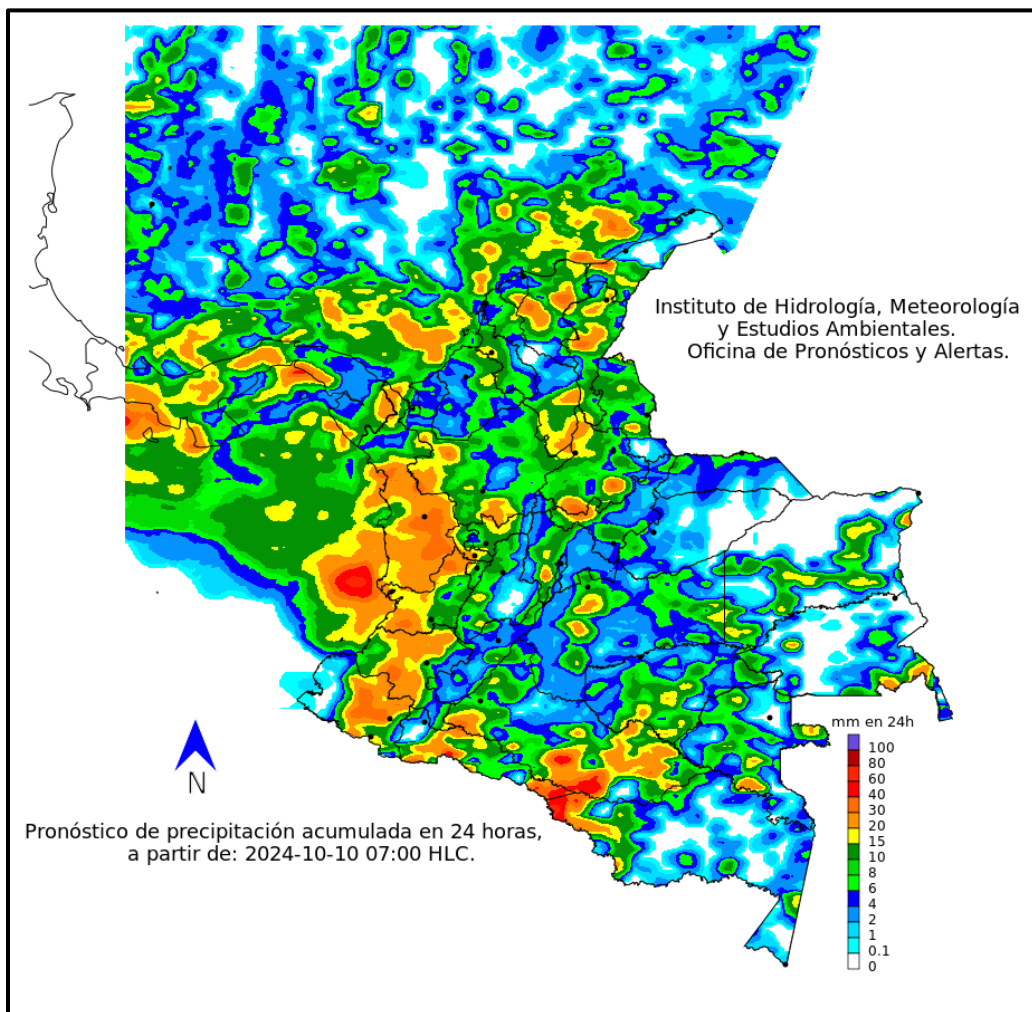 Instituto de Hidrología, Meteorología
y Estudios Ambientales.
Oficina de Pronósticos y Alertas.
mm en 24h
100
80
60
40
30
20
15
10
8
6
4
2
1
0.1
0
N
Pronóstico de precipitación acumulada en 24 horas,
a partir de: 2024-10-10 07:00 HLC.